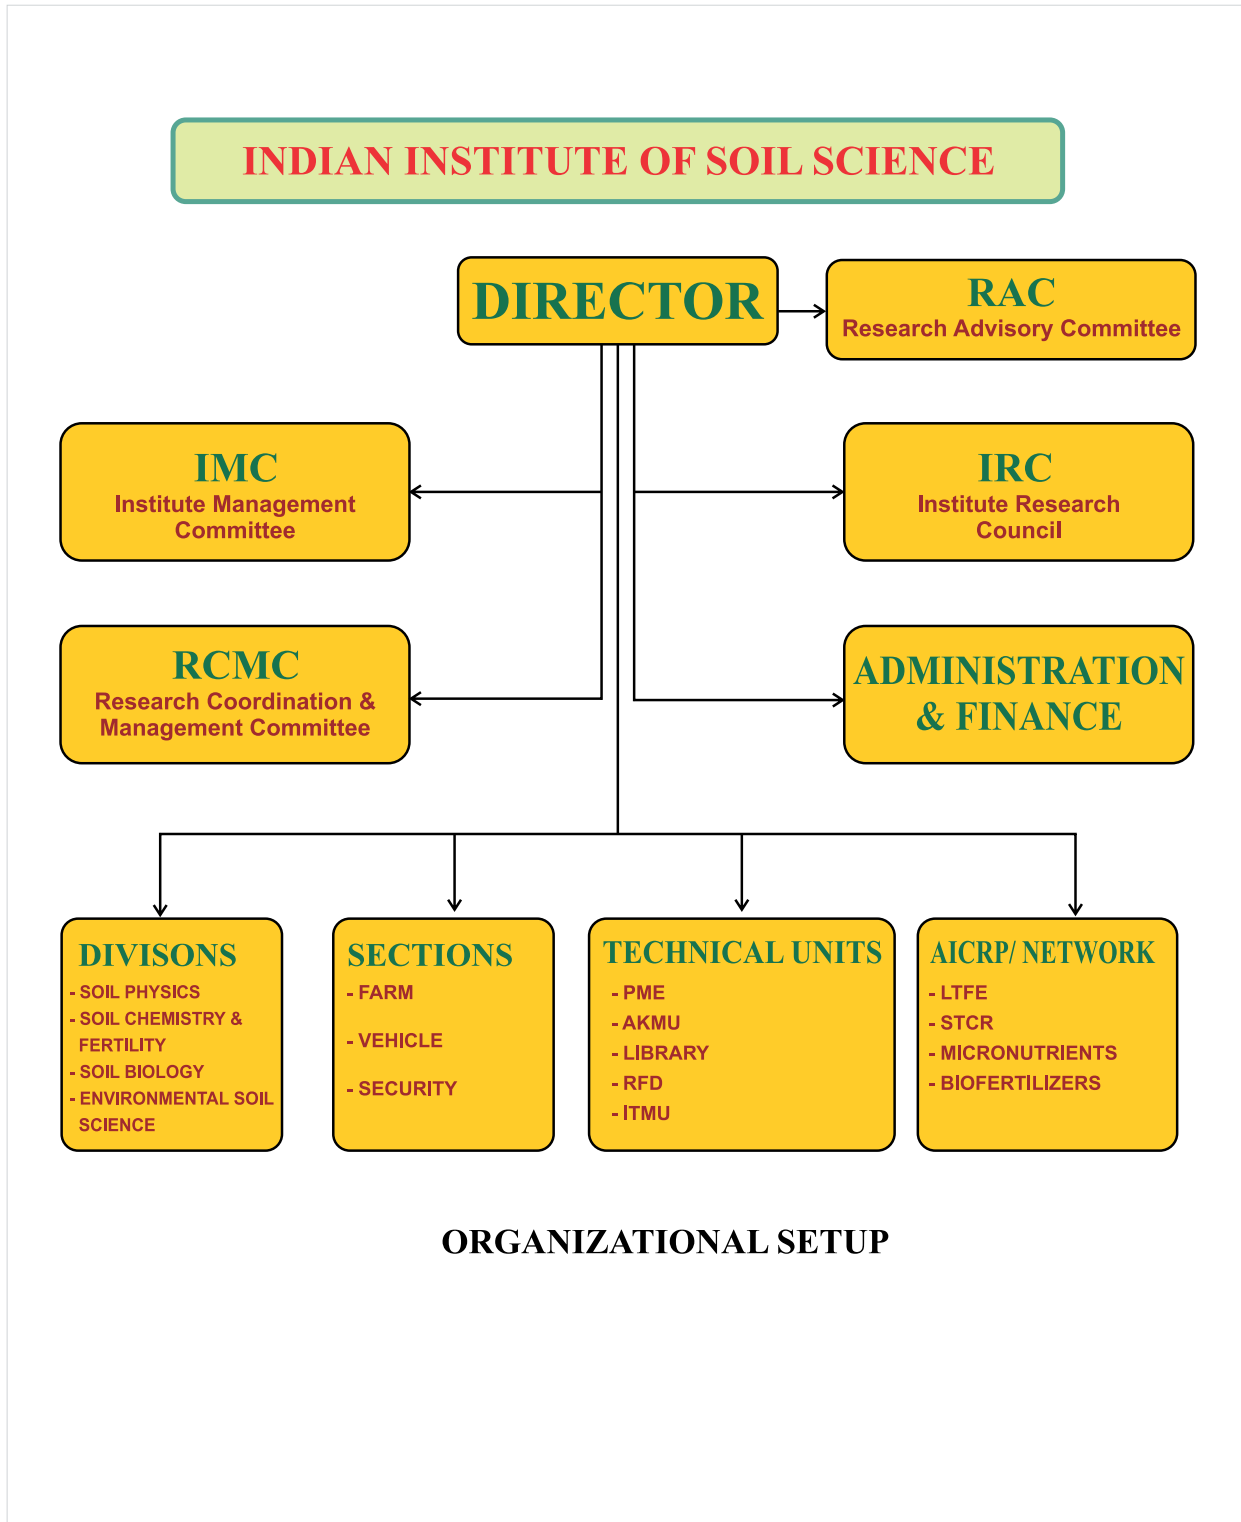 INDIAN INSTITUTE OF SOIL SCIENCE
DIRECTOR
RAC
Research Advisory Committee
IMC
Institute Management
Committee
IRC
Institute Research
Council
RCMC
Research Coordination &
Management Committee
ADMINISTRATION
& FINANCE
DIVISONS
- SOIL PHYSICS
- SOIL CHEMISTRY &
FERTILITY
- SOIL BIOLOGY
- ENVIRONMENTAL SOIL
SCIENCE
SECTIONS
- FARM
- VEHICLE
- SECURITY
TECHNICAL UNITS
- PME
- AKMU
- LIBRARY
- RFD
- ITMU
AICRP/ NETWORK
- LTFE
- STCR
- MICRONUTRIENTS
- BIOFERTILIZERS
ORGANIZATIONAL SETUP